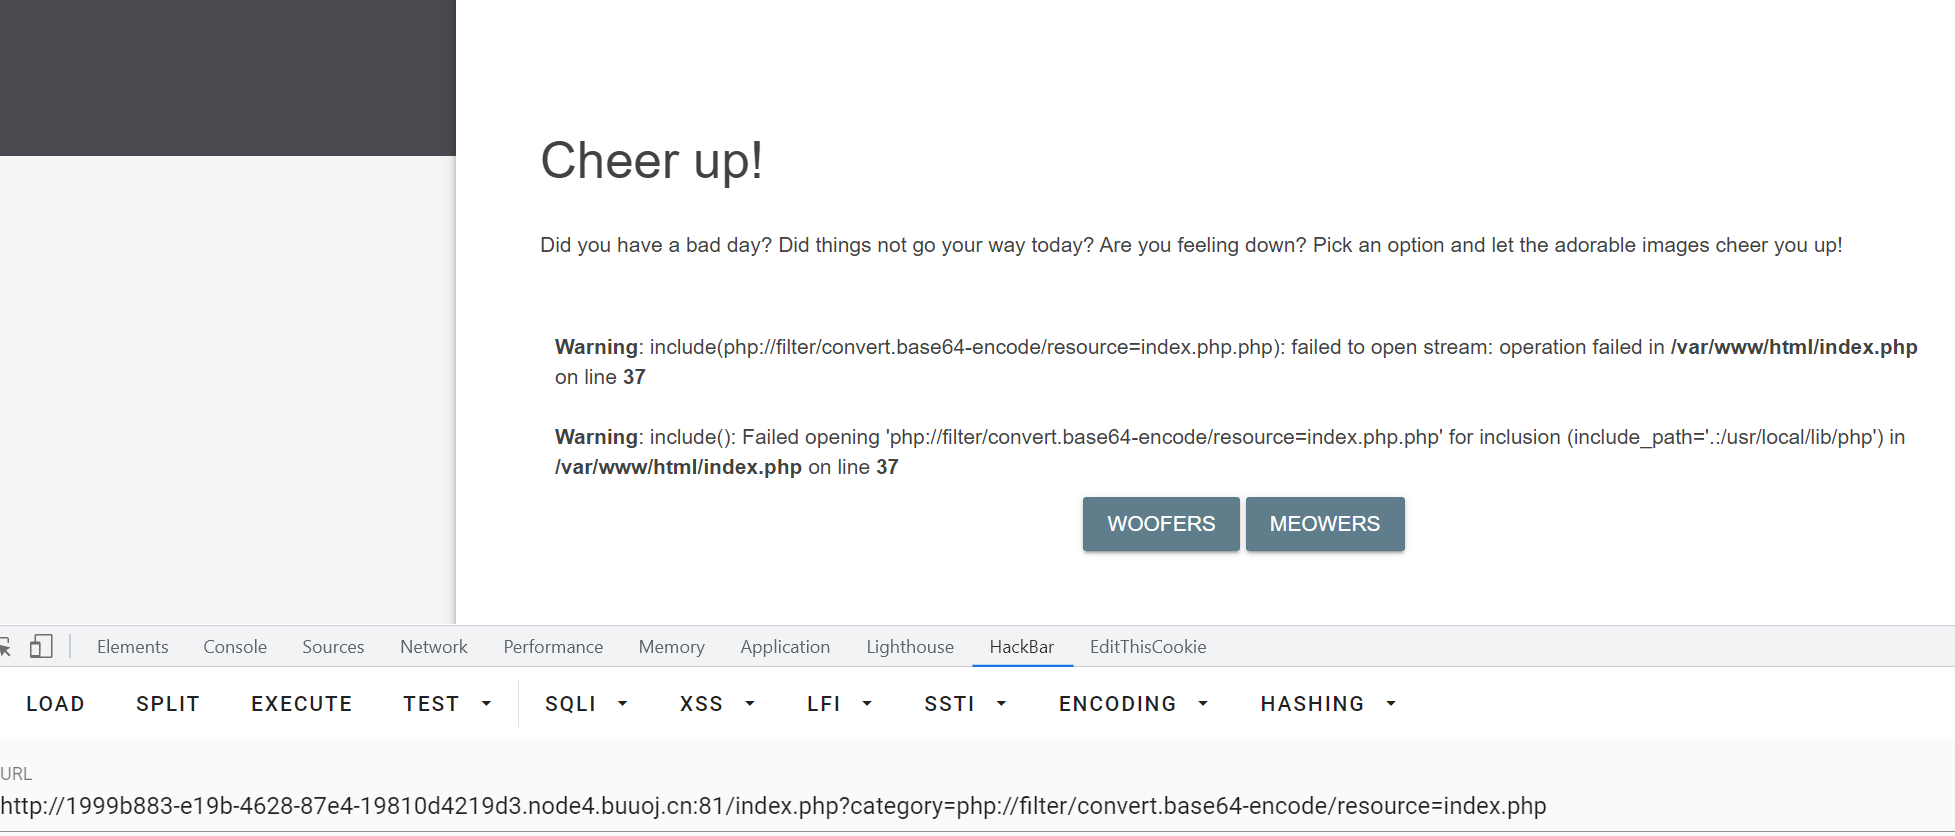 Cheer up!
Did you have a bad day? Did things not go your way today? Are you feeling down? Pick an option and let the adorable images cheer you up!
Warning: include(php://filter/convert.base64-encode/resource=index.php.php): failed to open stream: operation failed in /var/www/html/index.php
on line 37
Warning: include(): Failed opening 'php://filter/convert.base64-encode/resource=index.php.php' for inclusion (include_path='.:/usr/local/lib/php') in
/var/www/html/index.php on line 37
WOOFERS MEOWERS
Elements Console Sources Network Performance Memory Application Lighthouse HackBar EditThisCookie
LOAD SPLIT EXECUTE TEST SQLI XSS LFI SSTI ENCODING HASHING
URL
http://1999b883-e19b-4628-87e4-19810d4219d3.node4.buuoj.cn:81/index.php?category=php://filter/convert.base64-encode/resource=index.php